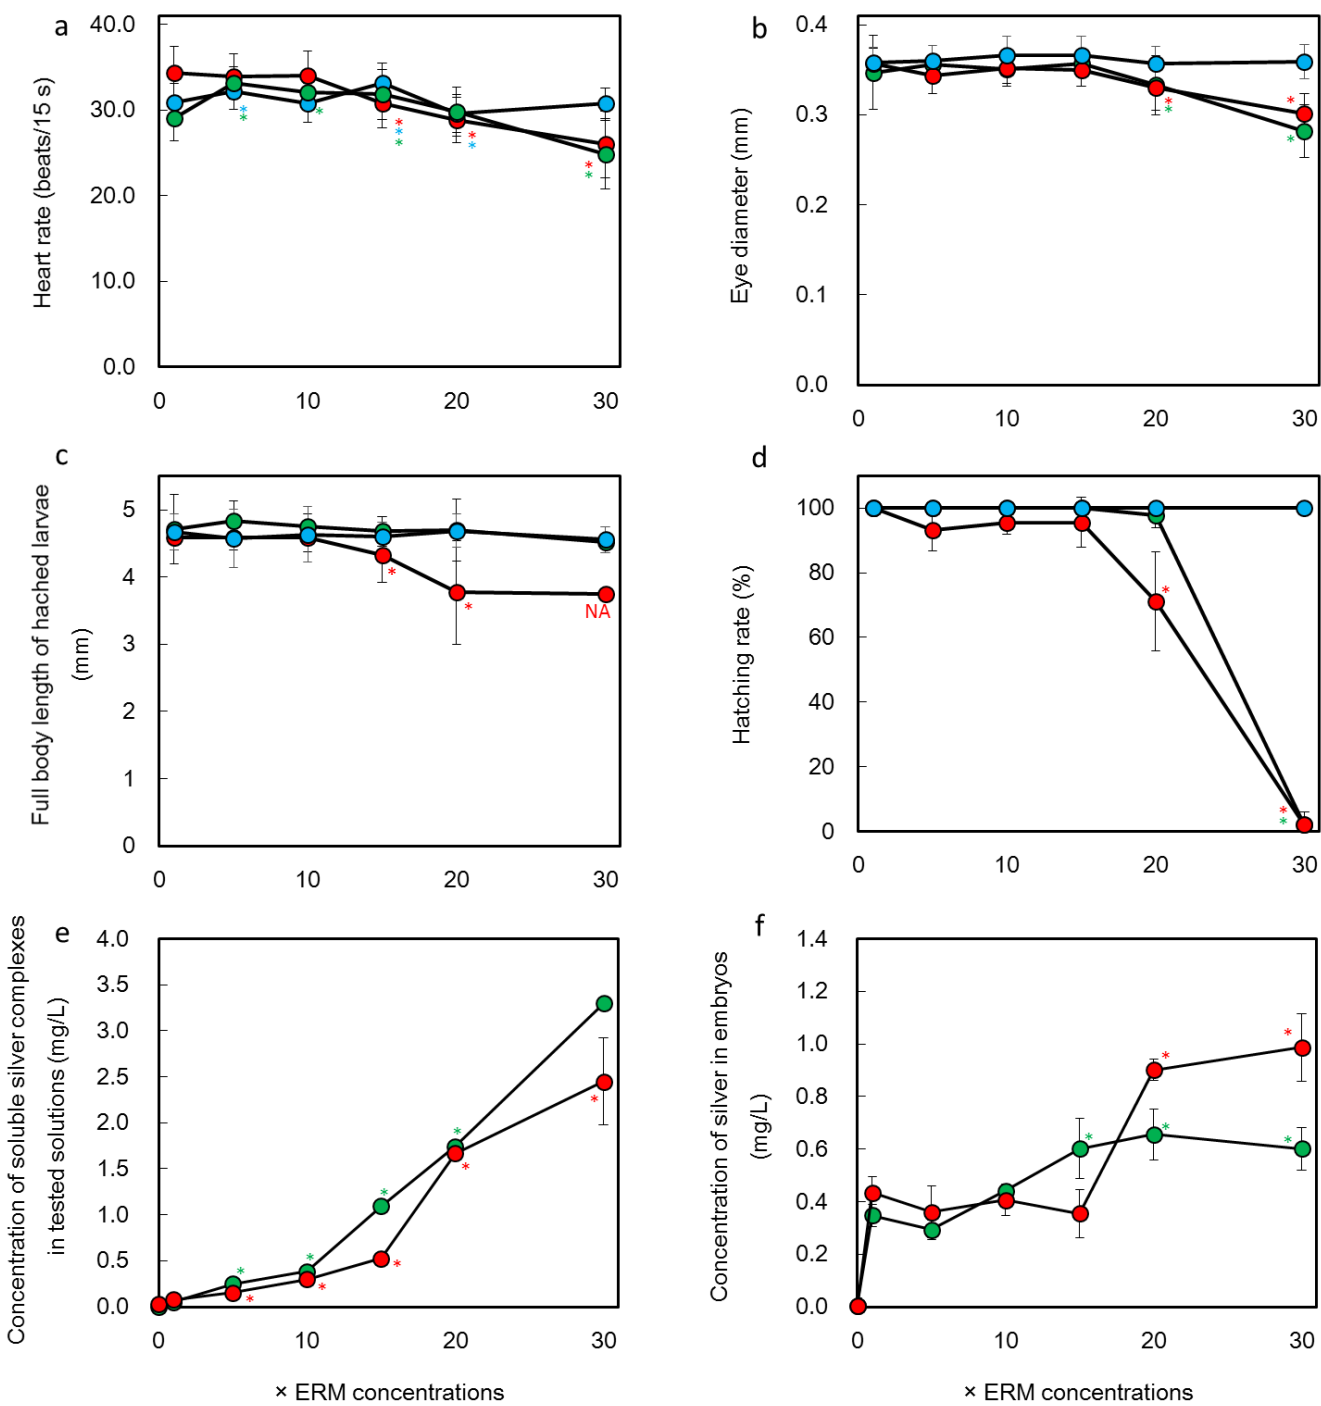 a
Heart rate (beats/15 s)
40.0
30.0
20.0
10.0
0.0
0 10 20 30
b
Eye diameter (mm)
0.4
0.3
0.2
0.1
0.0
0 10 20 30
c
Full body length of hached larvae
(mm)
5
4
3
2
1
0
NA
0 10 20 30
d
Hatching rate (%)
100
80
60
40
20
0
0 10 20 30
e
Concentration of soluble silver complexes
in tested solutions (mg/L)
4.0
3.5
3.0
2.5
2.0
1.5
1.0
0.5
0.0
0 10 20 30
× ERM concentrations
f
Concentration of silver in embryos
(mg/L)
1.4
1.2
1.0
0.8
0.6
0.4
0.2
0.0
0 10 20 30
× ERM concentrations